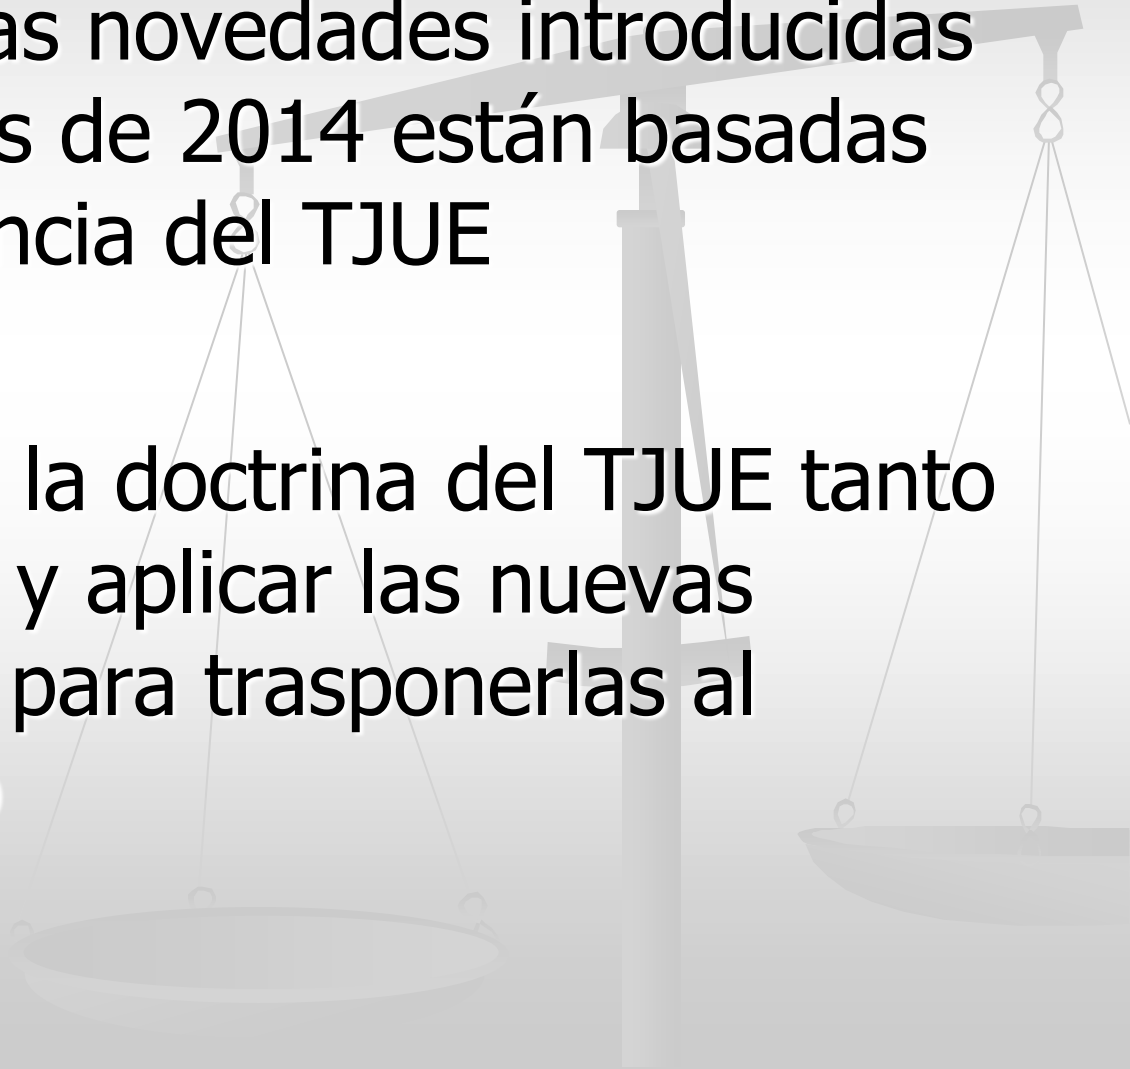 as novedades introducidas
s de 2014 están basadas
ncia del TJUE
la doctrina del TJUE tanto
y aplicar las nuevas
para trasponerlas al